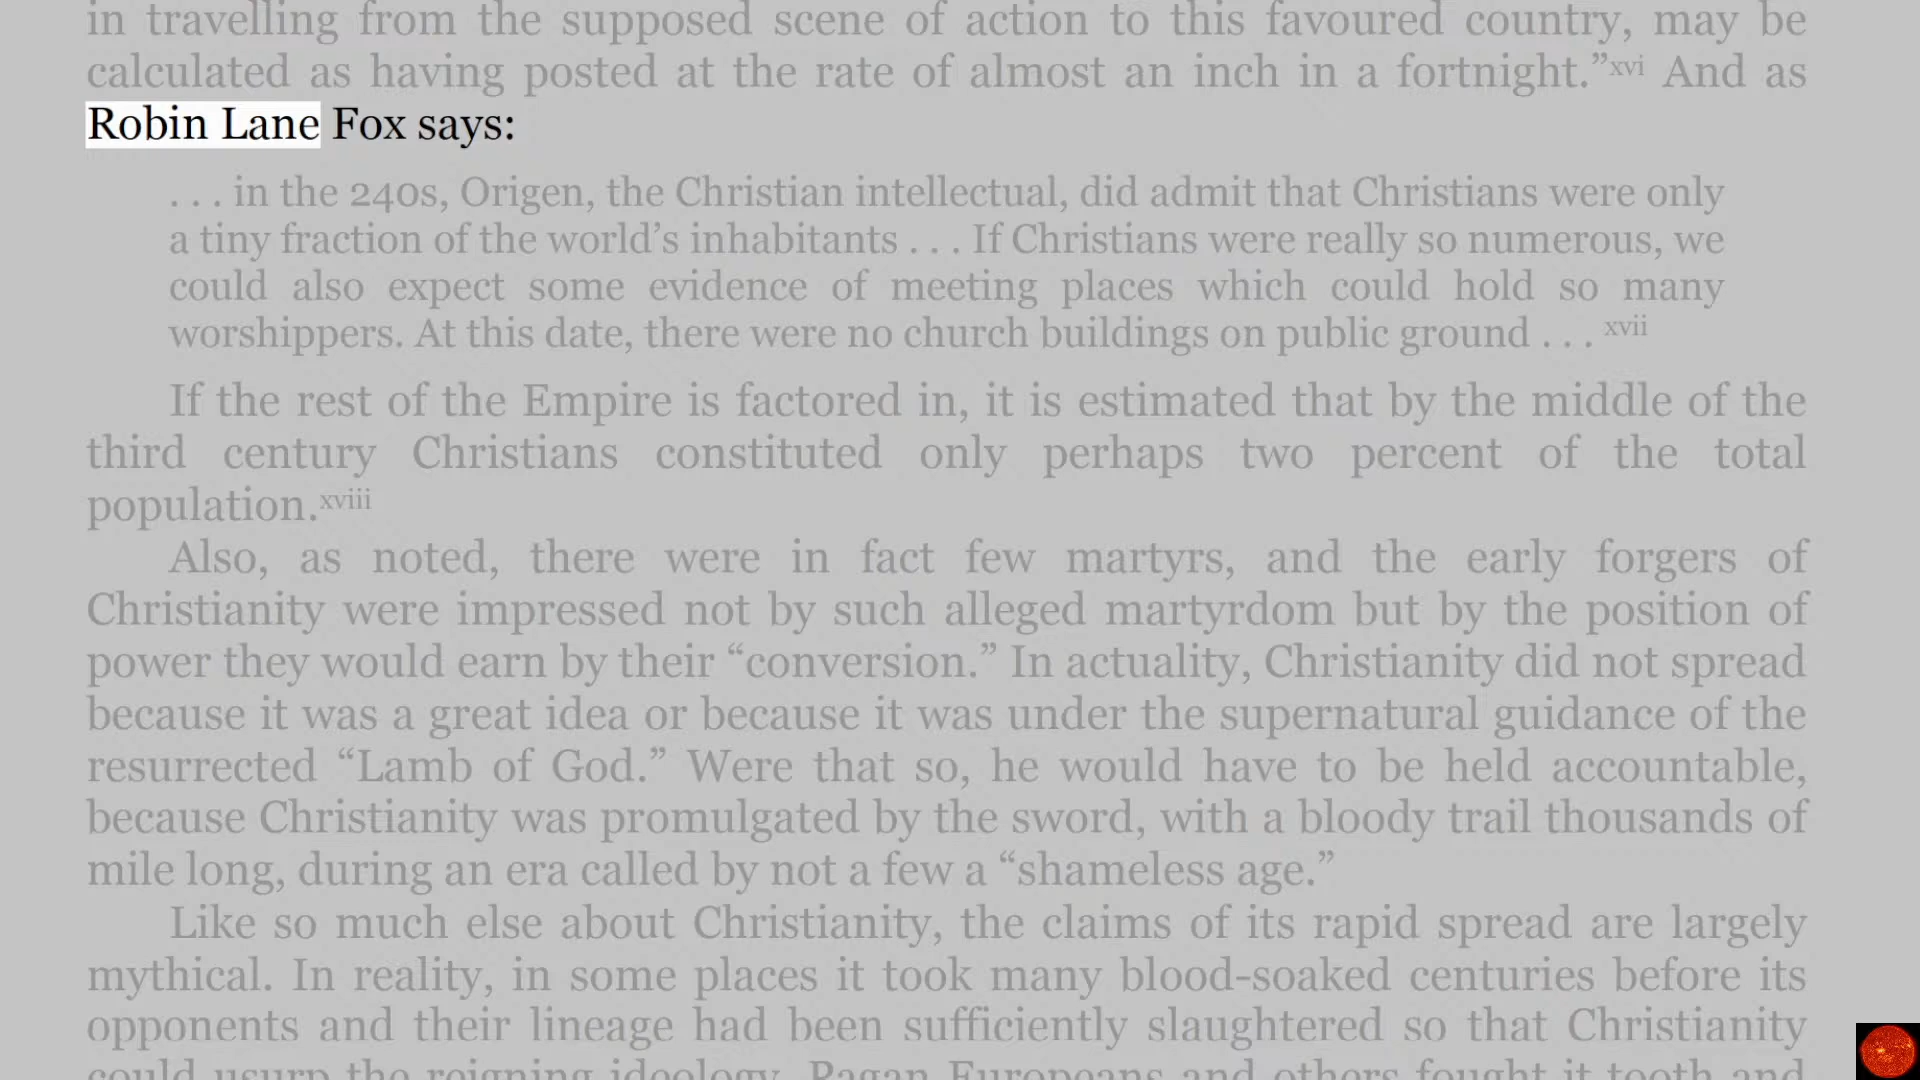 in travelling from the supposed scene of action to this favoured country, may be
calculated as having posted at the rate of almost an inch in a fortnight.”xvi And as
Robin Lane Fox says:
. . . in the 240s, Origen, the Christian intellectual, did admit that Christians were only
a tiny fraction of the world’s inhabitants . . . If Christians were really so numerous, we
could also expect some evidence of meeting places which could hold so many
worshippers. At this date, there were no church buildings on public ground . . . xvii
If the rest of the Empire is factored in, it is estimated that by the middle of the
third century Christians constituted only perhaps two percent of the total
population.xviii
Also, as noted, there were in fact few martyrs, and the early forgers of
Christianity were impressed not by such alleged martyrdom but by the position of
power they would earn by their “conversion.” In actuality, Christianity did not spread
because it was a great idea or because it was under the supernatural guidance of the
resurrected “Lamb of God.” Were that so, he would have to be held accountable,
because Christianity was promulgated by the sword, with a bloody trail thousands of
mile long, during an era called by not a few a “shameless age.”
Like so much else about Christianity, the claims of its rapid spread are largely
mythical. In reality, in some places it took many blood-soaked centuries before its
opponents and their lineage had been sufficiently slaughtered so that Christianity
could usurp the reigning ideology. Pagan Europeans and others fought it tooth and